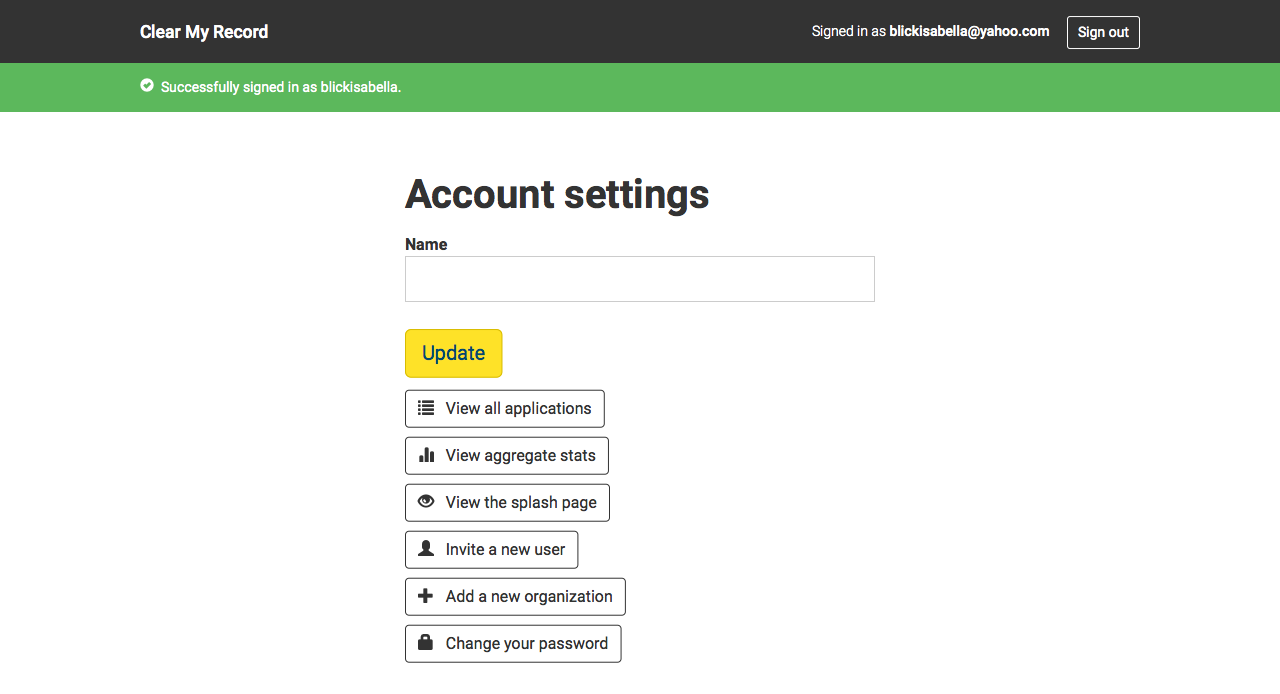 Clear My Record
Signed in as blickisabella@yahoo.com
Sign out
Successfully signed in as blickisabella.
Account settings
Name
Update
View all applications
View aggregate stats
View the splash page
Invite a new user
Add a new organization
Change your password